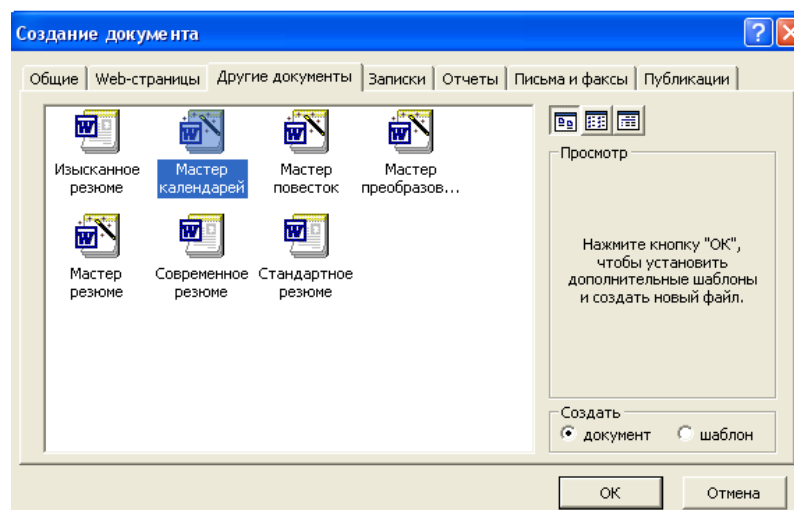 Создание документа
Общие Web-страницы Другие документы Записки Отчеты Письма и факсы Публикации
Изысканное резюме
Мастер календарей
Мастер повесток
Мастер преобразов...
Мастер резюме
Современное резюме
Стандартное резюме
Просмотр
Нажмите кнопку "ОК",
чтобы установить
дополнительные шаблоны
и создать новый файл.
Создать
документ шаблон
ОК Отмена